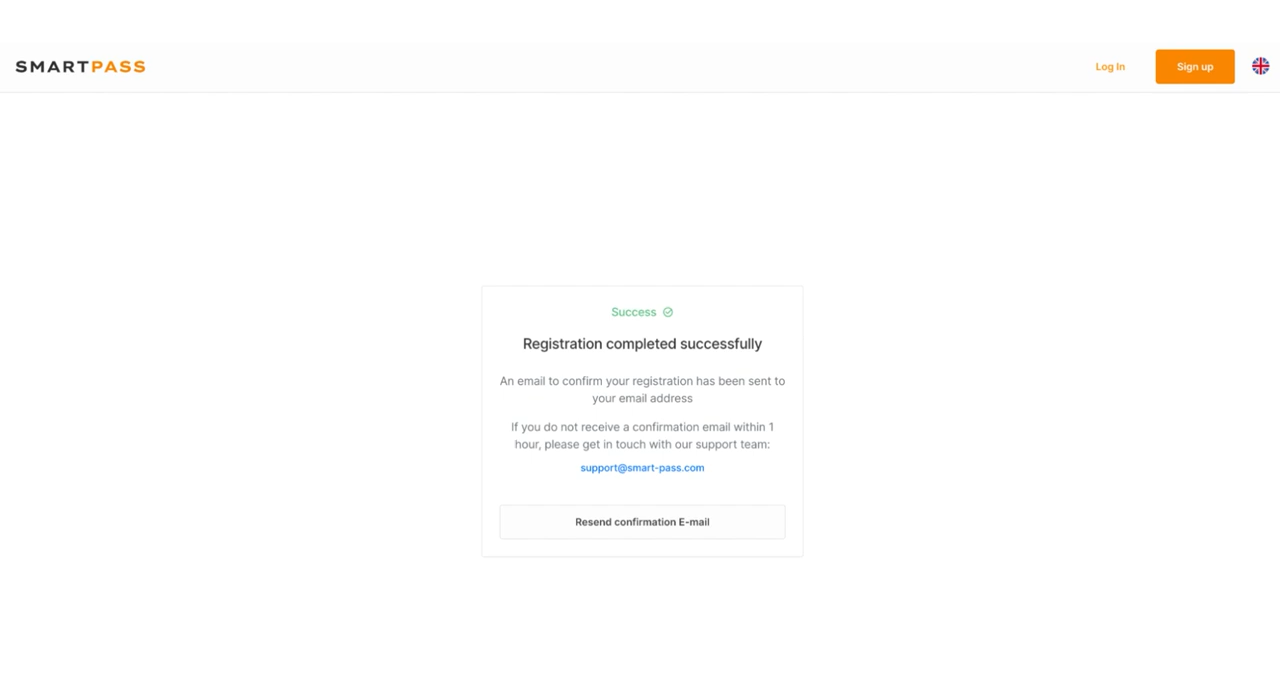 SMARTPASS
Log In
Sign up
Success
Registration completed successfully
An email to confirm your registration has been sent to
your email address
If you do not receive a confirmation email within 1
hour, please get in touch with our support team:
support@smart-pass.com
Resend confirmation E-mail